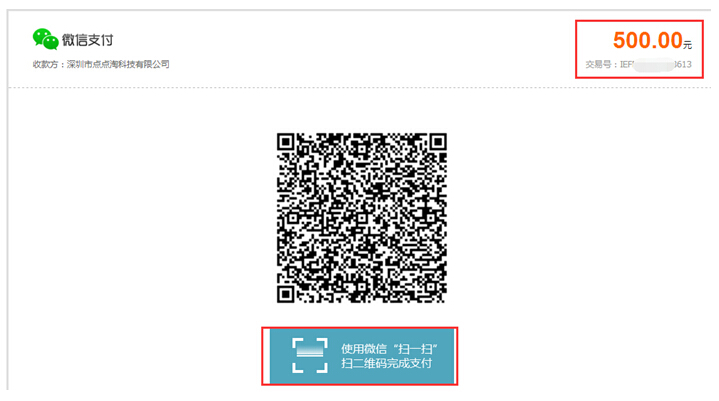 微信支付
500.00元
收款方：深圳市点点淘科技有限公司
交易号：IEF 613
使用微信“扫一扫”
扫二维码完成支付